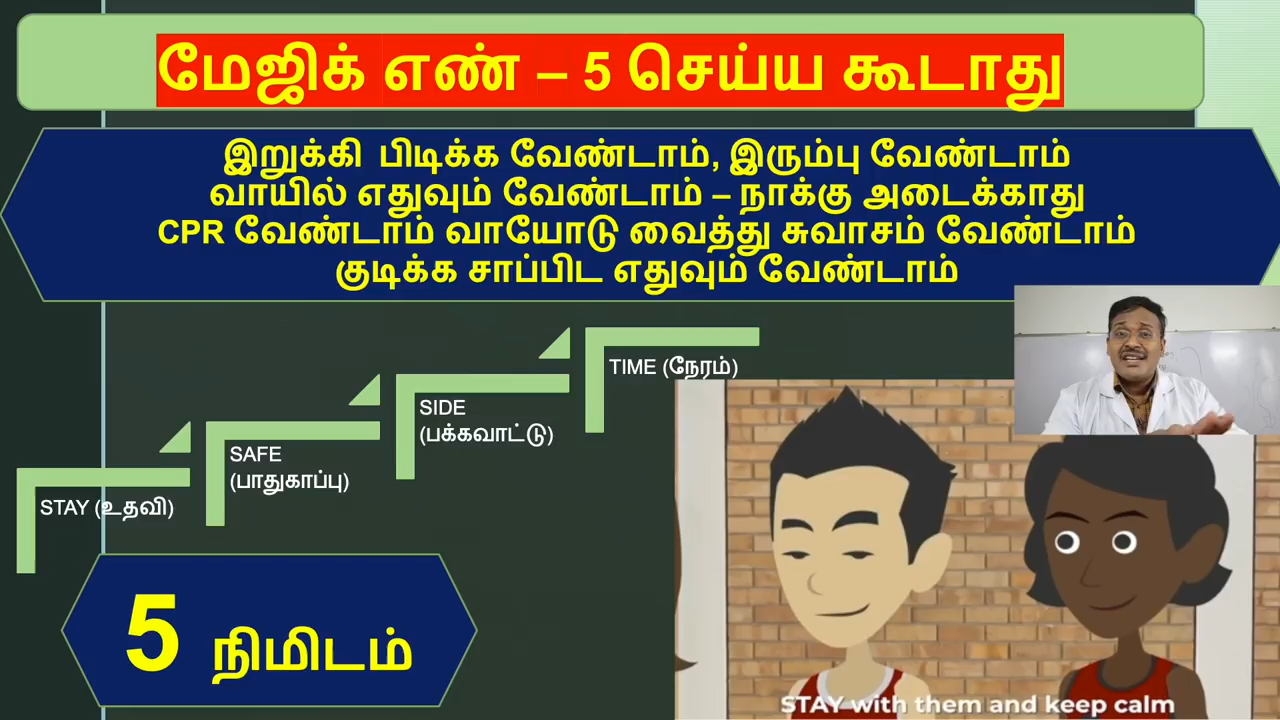 மேஜிக் எண் – 5 செய்ய கூடாது
இறுக்கி பிடிக்க வேண்டாம், இரும்பு வேண்டாம்
வாயில் எதுவும் வேண்டாம் – நாக்கு அடைக்காது
CPR வேண்டாம் வாயோடு வைத்து சுவாசம் வேண்டாம்
குடிக்க சாப்பிட எதுவும் வேண்டாம்
STAY (உதவி)
SAFE
(பாதுகாப்பு)
SIDE
(பக்கவாட்டு)
TIME (நேரம்)
5 நிமிடம்
STAY with them and keep calm